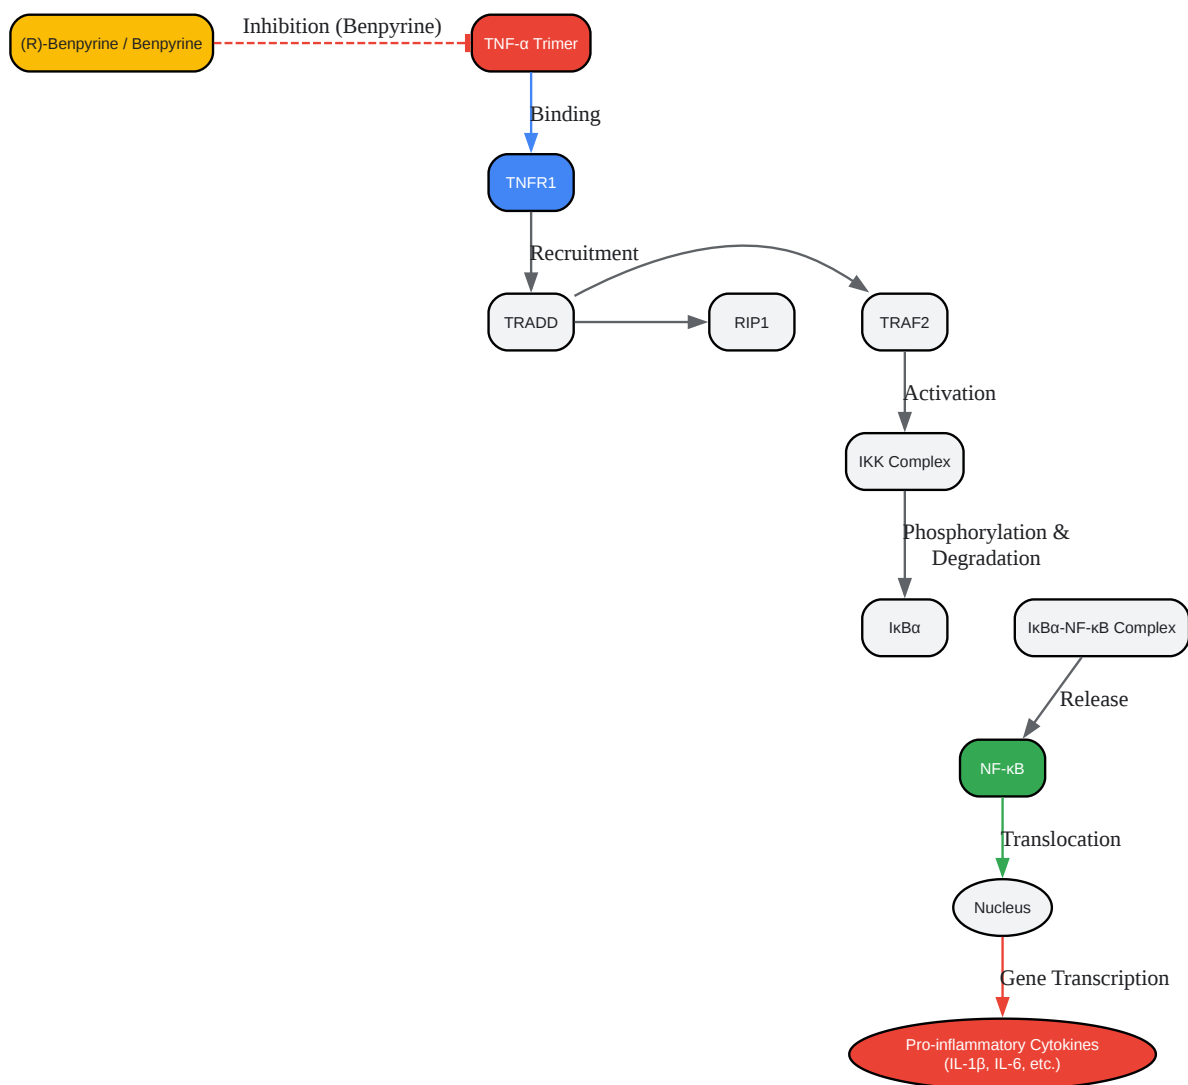 Inhibition (Benpyrine)
(R)-Benpyrine / Benpyrine
TNF-α Trimer
Binding
TNFR1
Recruitment
TRADD
RIP1
TRAF2
Activation
IKK Complex
Phosphorylation &
Degradation
IκBα
IκBα-NF-κB Complex
Release
NF-κB
Translocation
Nucleus
Gene Transcription
Pro-inflammatory Cytokines
(IL-1β, IL-6, etc.)